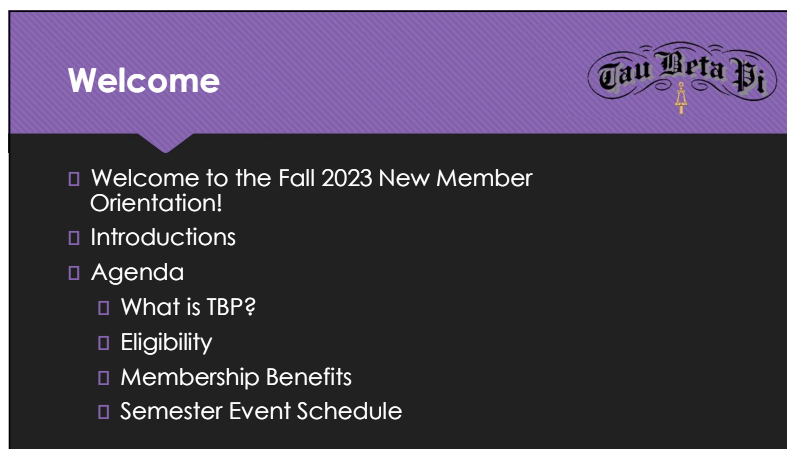 Welcome
Tau Beta Pi
Welcome to the Fall 2023 New Member
Orientation!
Introductions
Agenda
What is TBP?
Eligibility
Membership Benefits
Semester Event Schedule